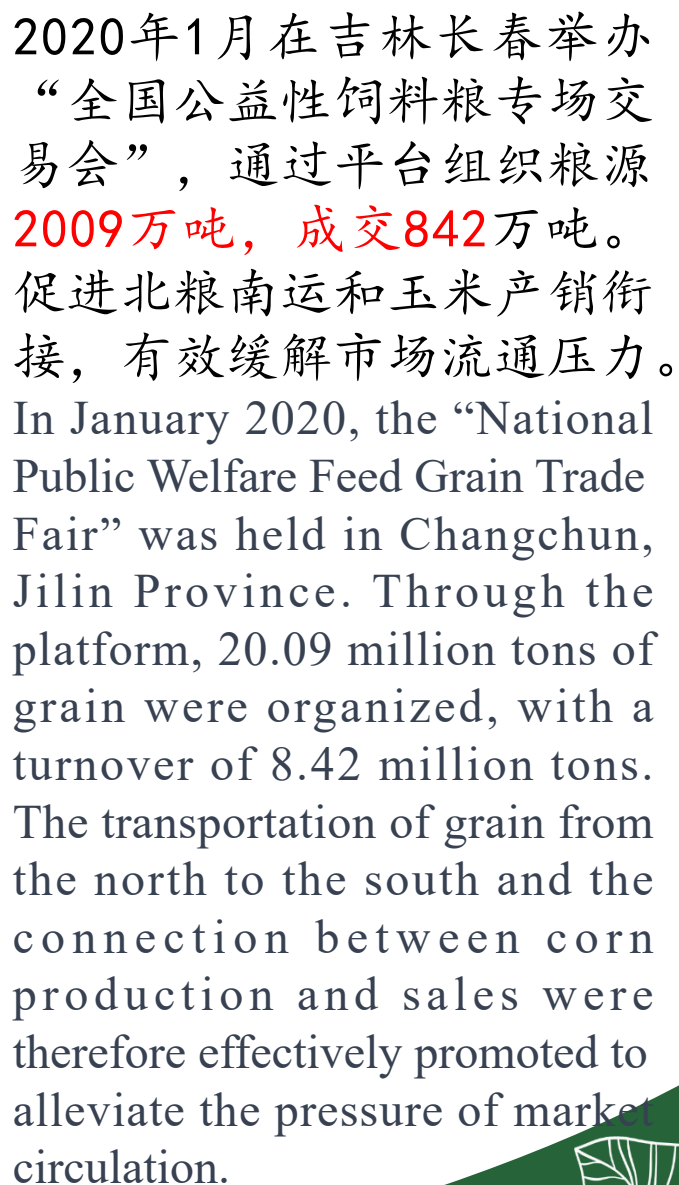 2020年1月在吉林长春举办
“全国公益性饲料粮专场交
易会”，通过平台组织粮源
2009万吨，成交842万吨。
促进北粮南运和玉米产销衔
接，有效缓解市场流通压力。
In January 2020, the “National
Public Welfare Feed Grain Trade
Fair” was held in Changchun,
Jilin Province. Through the
platform, 20.09 million tons of
grain were organized, with a
turnover of 8.42 million tons.
The transportation of grain from
the north to the south and the
connection between corn
production and sales were
therefore effectively promoted to
alleviate the pressure of market
circulation.